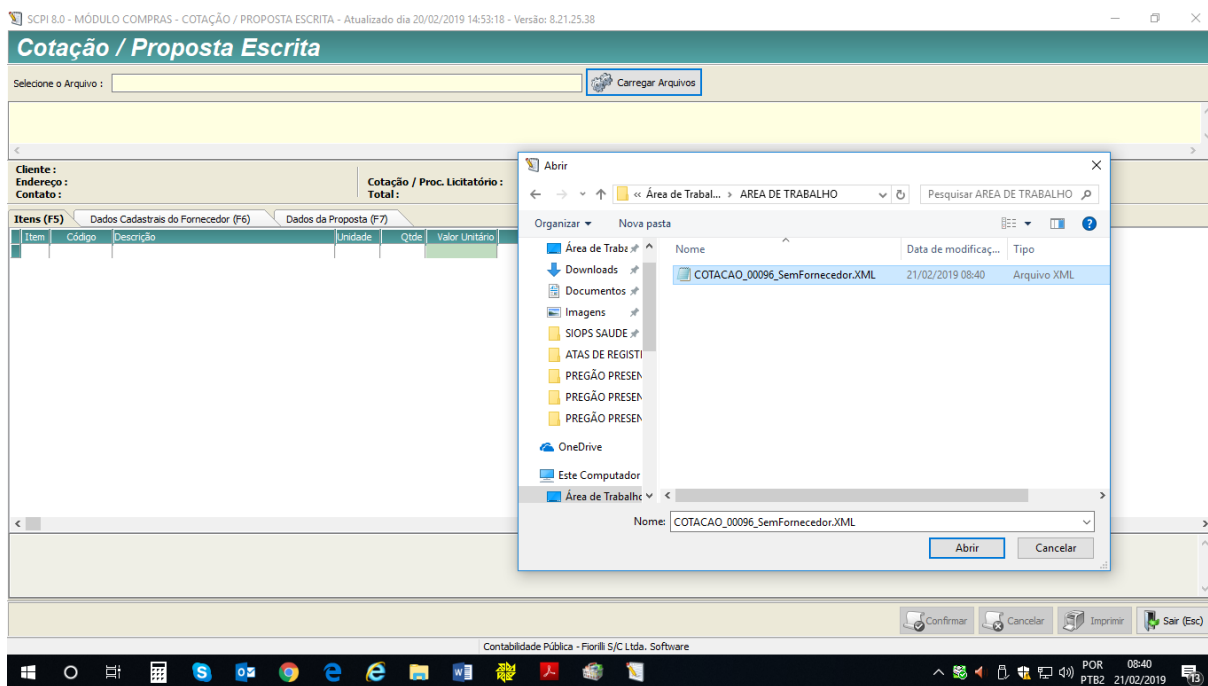 SCPI 8.0 - MÓDULO COMPRAS - COTAÇÃO / PROPOSTA ESCRITA - Atualizado dia 20/02/2019 14:53:18 - Versão: 8.21.25.38
Cotação / Proposta Escrita
Selecione o Arquivo :
Carregar Arquivos
Cliente :
Endereço :
Contato :
Cotação / Proc. Licitatório :
Total :
Itens (F5) Dados Cadastrais do Fornecedor (F6) Dados da Proposta (F7)
Item Código Descrição Unidade Qtde Valor Unitário
Abrir
« Área de Trabal... > AREA DE TRABALHO
Pesquisar AREA DE TRABALHO
Organizar Nova pasta
Nome Data de modificaç... Tipo
COTACAO_00096_SemFornecedor.XML 21/02/2019 08:40 Arquivo XML
Área de Traba
Downloads
Documentos
Imagens
SIOPS SAUDE
ATAS DE REGISTI
PREGÃO PRESEN
PREGÃO PRESEN
PREGÃO PRESEN
OneDrive
Este Computador
Área de Trabalho
Nome: COTACAO_00096_SemFornecedor.XML
Abrir Cancelar
Confirmar Cancelar Imprimir Sair (Esc)
Contabilidade Pública - Fiorilli S/C Ltda. Software
POR 08:40
PTB2 21/02/2019
13